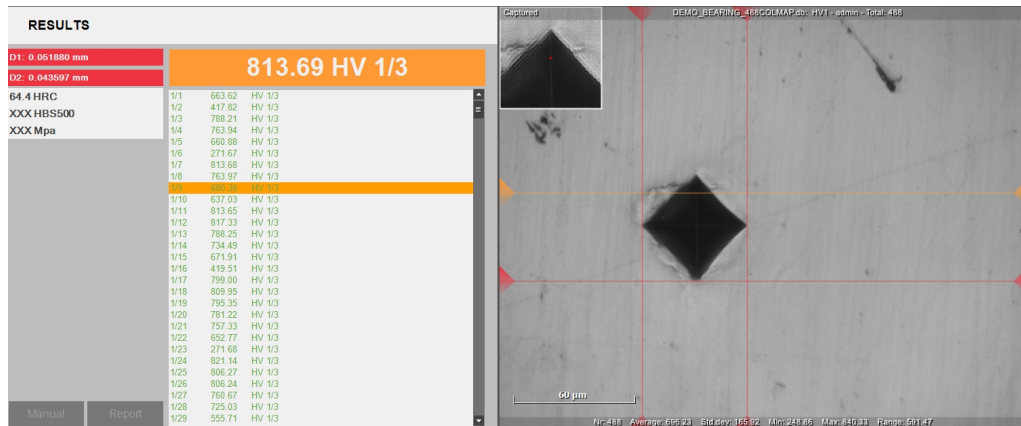 RESULTS
D1: 0.051880 mm
D2: 0.043597 mm
64.4 HRC
XXX HBS500
XXX Mpa
Manual
Report
813.69 HV 1/3
1/1 663.62 HV 1/3
1/2 417.82 HV 1/3
1/3 788.21 HV 1/3
1/4 763.94 HV 1/3
1/5 660.88 HV 1/3
1/6 271.67 HV 1/3
1/7 813.68 HV 1/3
1/8 763.97 HV 1/3
1/9 680.36 HV 1/3
1/10 637.03 HV 1/3
1/11 813.65 HV 1/3
1/12 817.33 HV 1/3
1/13 788.25 HV 1/3
1/14 734.49 HV 1/3
1/15 671.91 HV 1/3
1/16 419.51 HV 1/3
1/17 799.00 HV 1/3
1/18 809.95 HV 1/3
1/19 795.35 HV 1/3
1/20 781.22 HV 1/3
1/21 757.33 HV 1/3
1/22 652.77 HV 1/3
1/23 271.68 HV 1/3
1/24 821.14 HV 1/3
1/25 806.27 HV 1/3
1/26 806.24 HV 1/3
1/27 760.67 HV 1/3
1/28 725.03 HV 1/3
1/29 555.71 HV 1/3
Captured
DEMO_BEARING_488COLMAP.db: HV1 - admin - Total: 488
60 µm
Nr: 488 Average: 696.23 Std.dev: 165.92 Min: 248.86 Max: 840.33 Range: 591.47